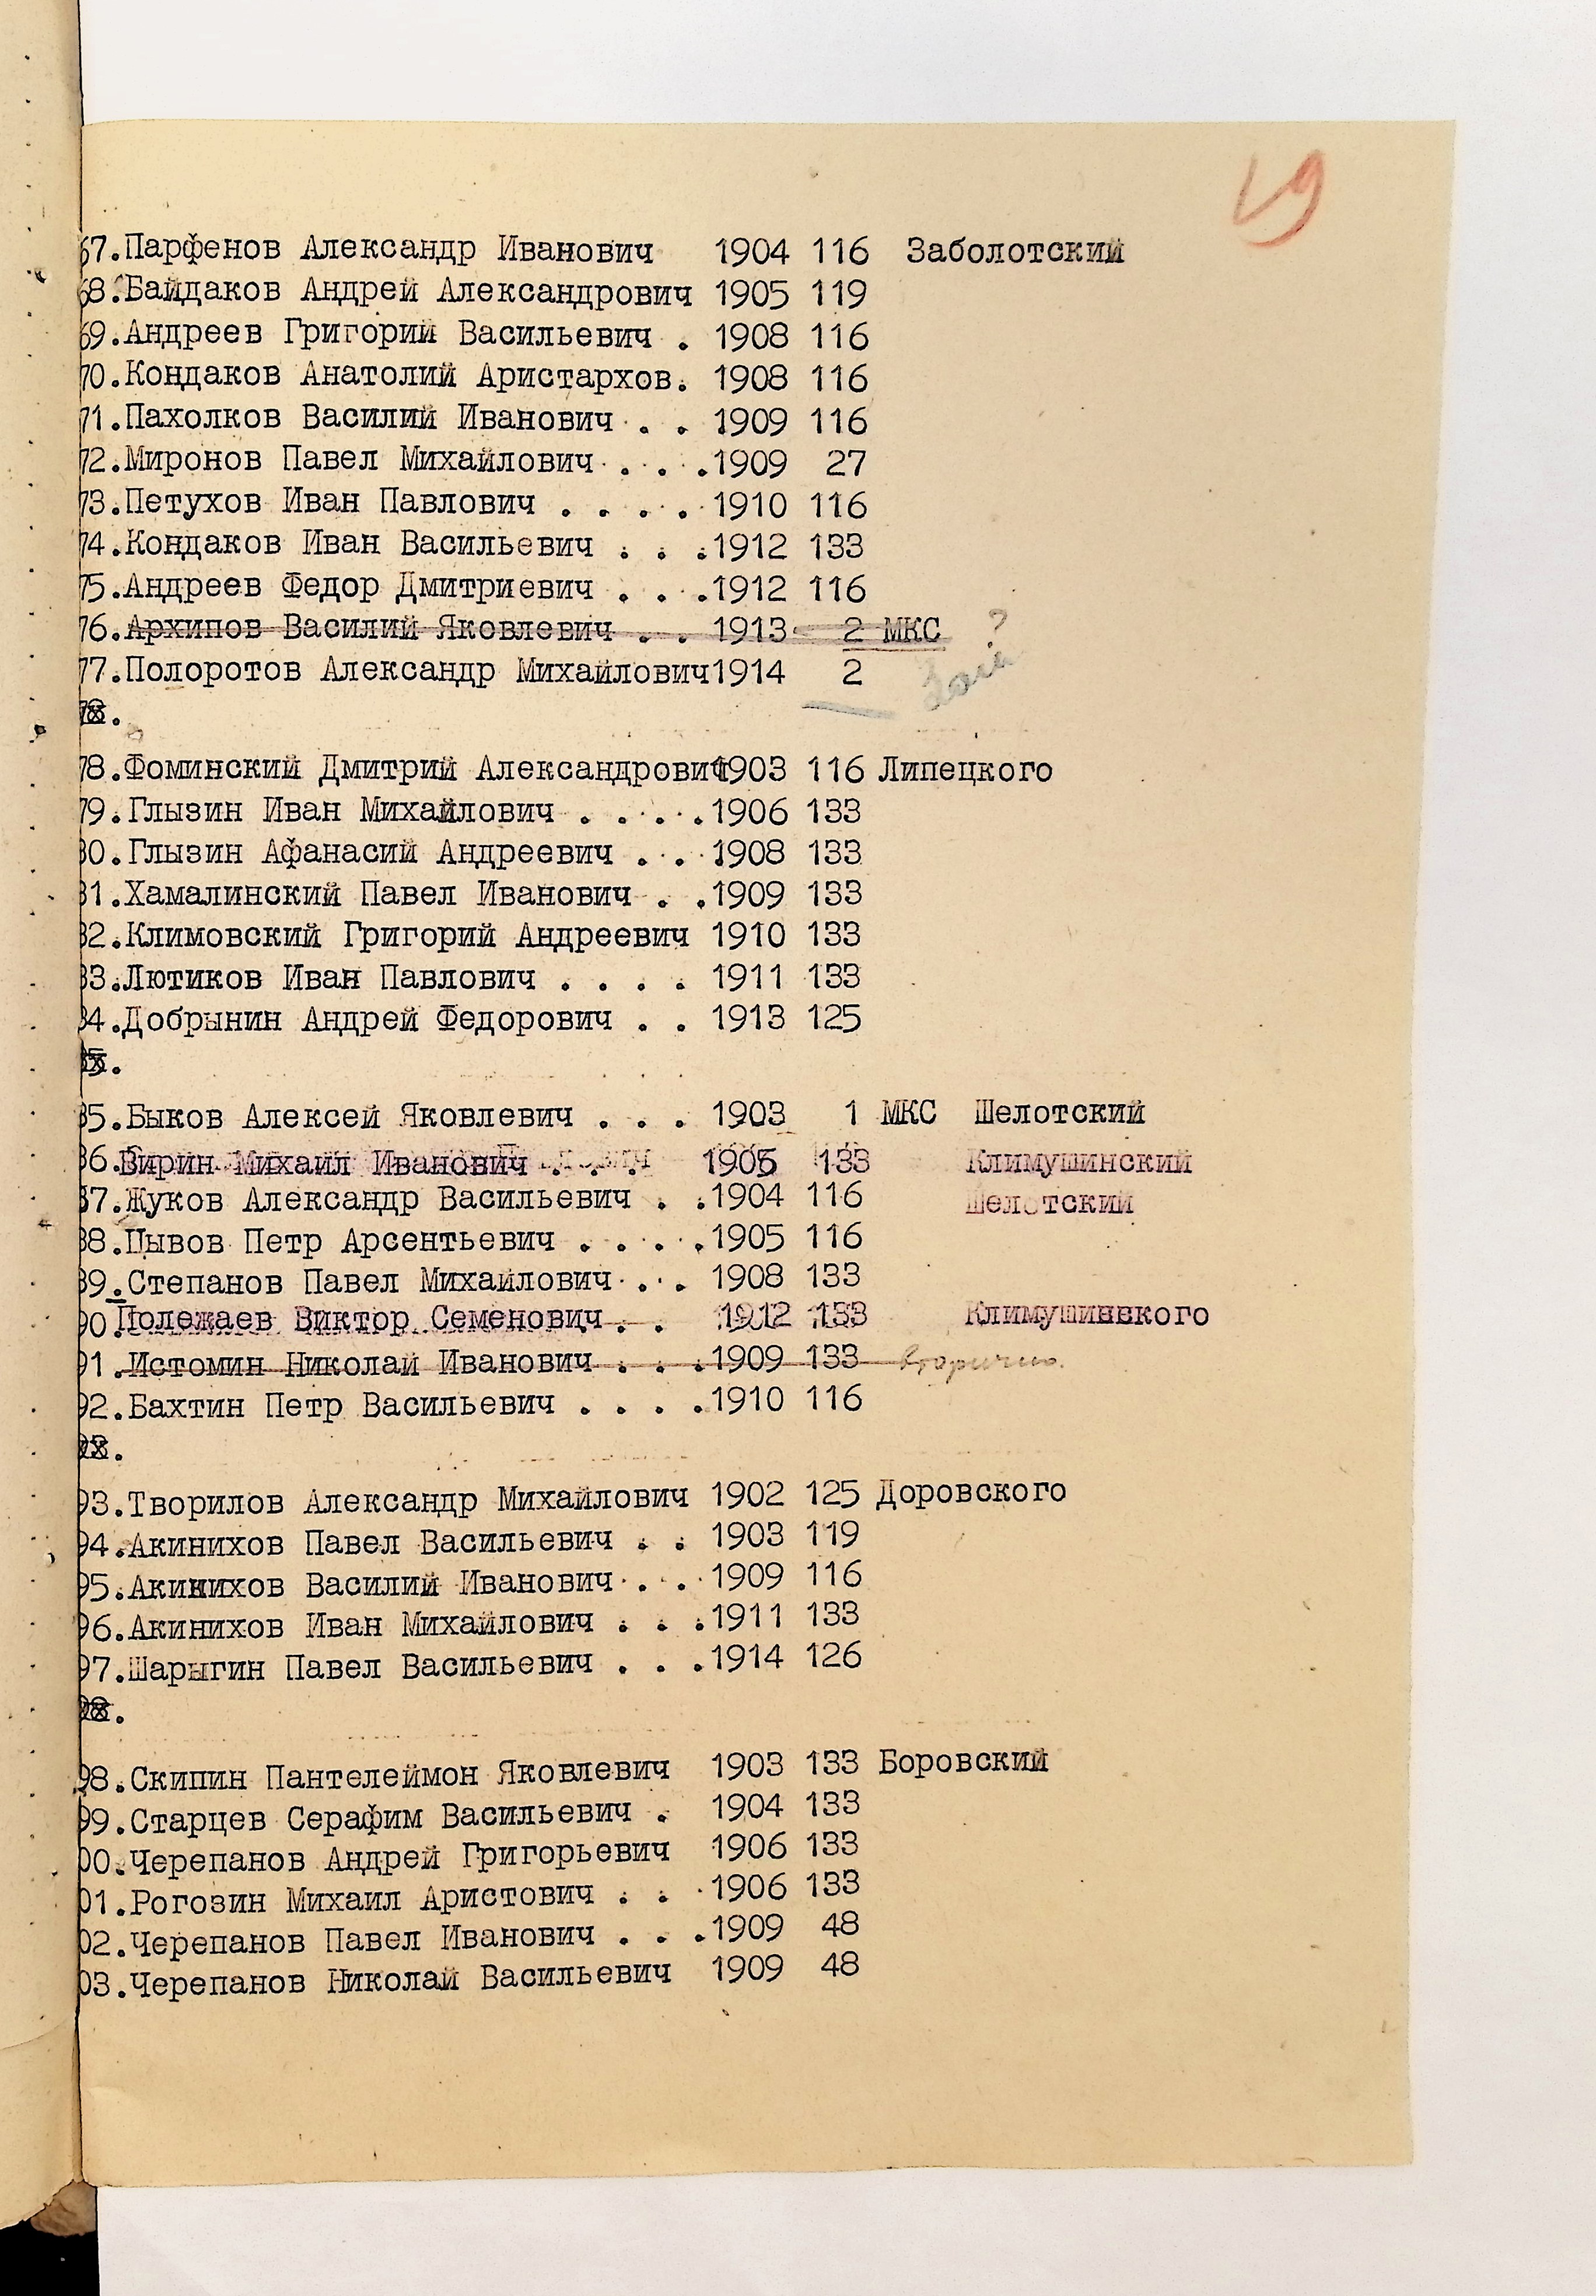 19
67.Парфенов Александр Иванович 1904 116 Заболотский
68.Байдаков Андрей Александрович 1905 119
69.Андреев Григорий Васильевич . 1908 116
70.Кондаков Анатолий Аристархов. 1908 116
71.Пахолков Василий Иванович . . 1909 116
72.Миронов Павел Михайлович . . .1909 27
73.Петухов Иван Павлович . . . . 1910 116
74.Кондаков Иван Васильевич . . .1912 133
75.Андреев Федор Дмитриевич . . .1912 116
76.Архипов Василий Яковлевич . . 1913 2 МКС ?
77.Полоротов Александр Михайлович1914 2
78.
78.Фоминский Дмитрий Александрович1903 116 Липецкого
79.Глызин Иван Михайлович . . . .1906 133
80.Глызин Афанасий Андреевич . . 1908 133
81.Хамалинский Павел Иванович . .1909 133
82.Климовский Григорий Андреевич 1910 133
83.Лютиков Иван Павлович . . . . 1911 133
84.Добрынин Андрей Федорович . . 1913 125
85.
85.Быков Алексей Яковлевич . . . 1903 1 МКС Шелотский
86.Вирин Михаил Иванович . . . 1905 133 Климушинский
87.Жуков Александр Васильевич . .1904 116 Шелотский
88.Цывов Петр Арсентьевич . . . .1905 116
89.Степанов Павел Михайлович . . 1908 133
90.Полежаев Виктор Семенович . . 1912 133 Климушинвкого
91.Истомин Николай Иванович . . .1909 133 вторично.
92.Бахтин Петр Васильевич . . . .1910 116
93.
93.Творилов Александр Михайлович 1902 125 Доровского
94.Акинихов Павел Васильевич . . 1903 119
95.Акинихов Василий Иванович . . 1909 116
96.Акинихов Иван Михайлович . . .1911 133
97.Шарыгин Павел Васильевич . . .1914 126
98.
98.Скипин Пантелеймон Яковлевич 1903 133 Боровский
99.Старцев Серафим Васильевич . 1904 133
00.Черепанов Андрей Григорьевич 1906 133
01.Рогозин Михаил Аристович . . 1906 133
02.Черепанов Павел Иванович . . .1909 48
03.Черепанов Николай Васильевич 1909 48